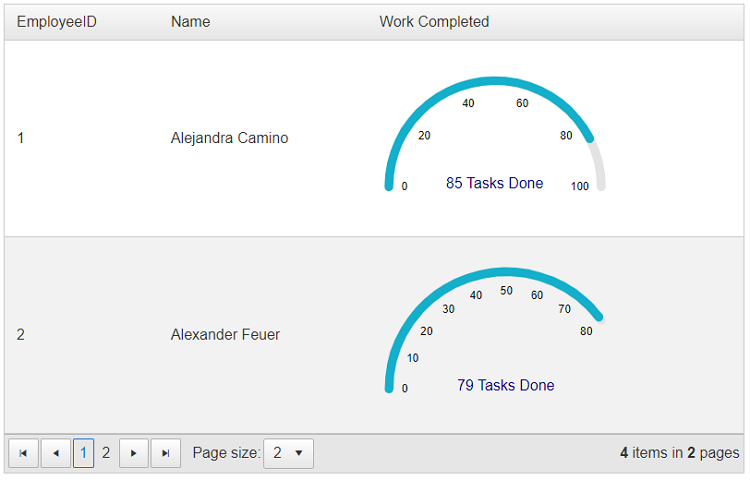 EmployeeID Name Work Completed
40 60
20 80
1 Alejandra Camino
0 85 Tasks Done 100
50
40 60
30 70
20 80
2 Alexander Feuer
10
0 79 Tasks Done
1 2 Page size: 2 4 items in 2 pages